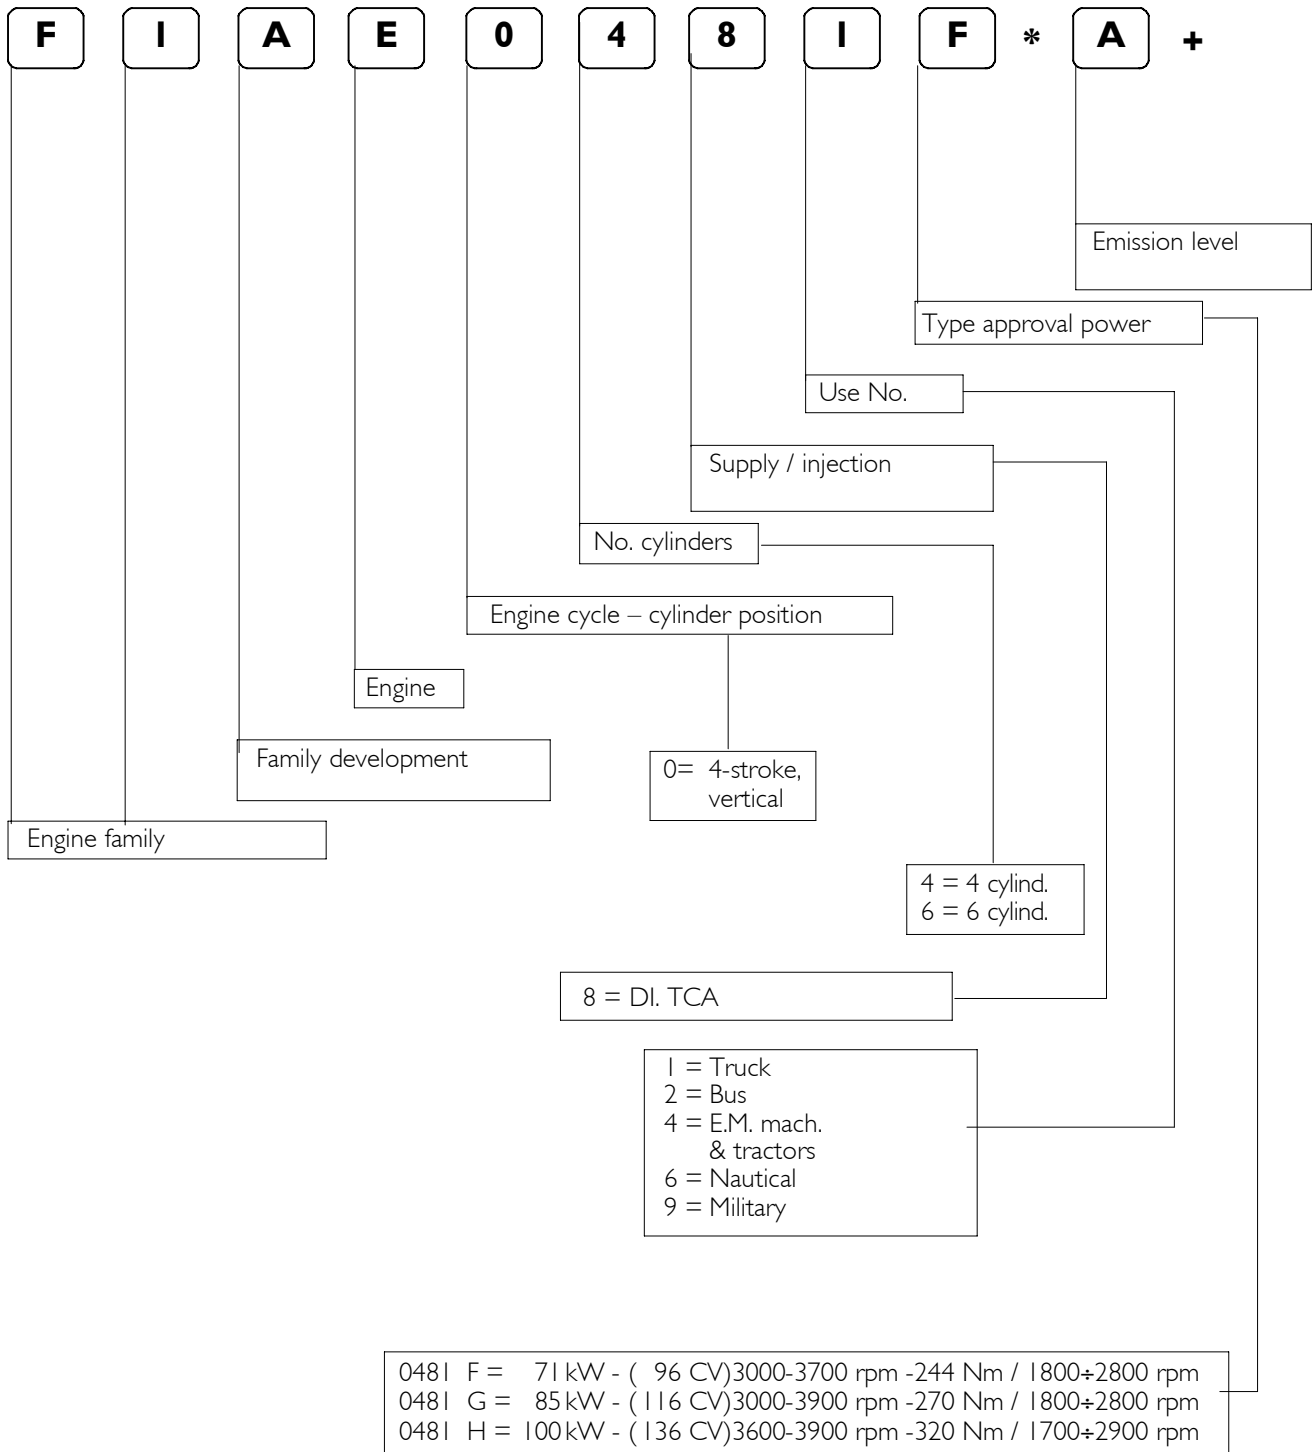 F 1 A E 0 4 8 1 F * A +
Emission level
Type approval power
Use No.
Supply / injection
No. cylinders
Engine cycle – cylinder position
Engine
Family development
0= 4-stroke,
vertical
Engine family
4 = 4 cylind.
6 = 6 cylind.
8 = DI. TCA
1 = Truck
2 = Bus
4 = E.M. mach.
& tractors
6 = Nautical
9 = Military
0481 F = 71 kW - ( 96 CV)3000-3700 rpm -244 Nm / 1800÷2800 rpm
0481 G = 85 kW - (116 CV)3000-3900 rpm -270 Nm / 1800÷2800 rpm
0481 H = 100 kW - (136 CV)3600-3900 rpm -320 Nm / 1700÷2900 rpm